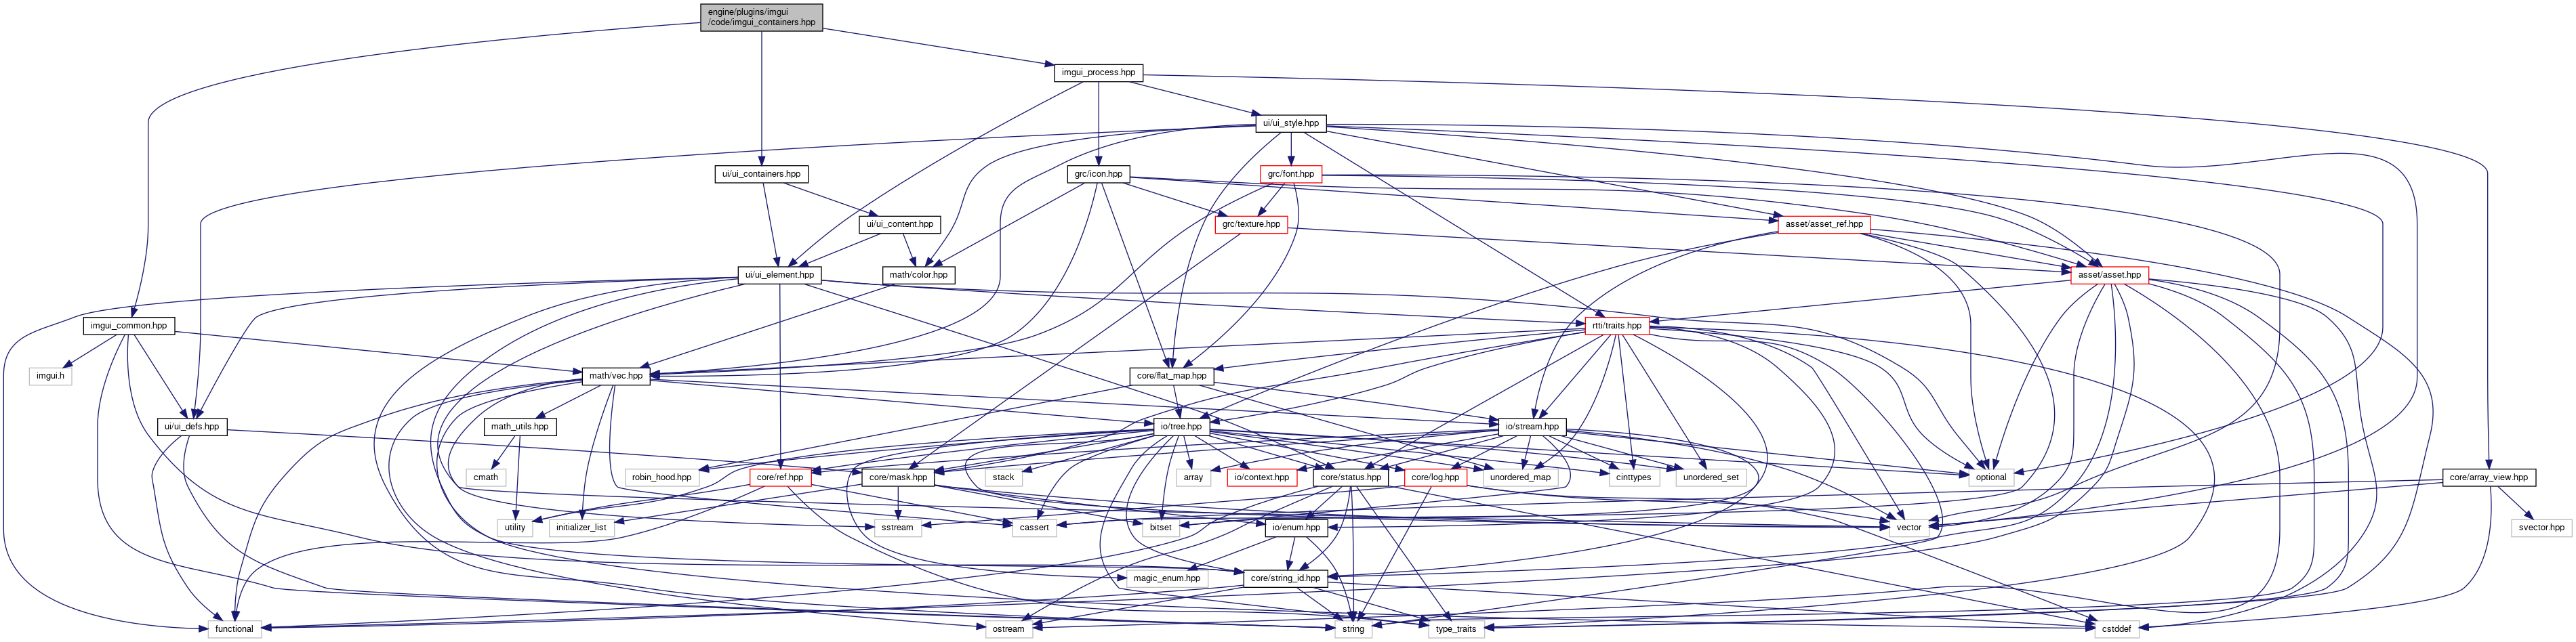 engine/plugins/imgui
/code/imgui_containers.hpp
imgui_process.hpp
ui/ui_style.hpp
ui/ui_containers.hpp
grc/icon.hpp
grc/font.hpp
ui/ui_content.hpp
grc/texture.hpp
asset/asset_ref.hpp
ui/ui_element.hpp
math/color.hpp
asset/asset.hpp
imgui_common.hpp
rtti/traits.hpp
imgui.h
math/vec.hpp
core/flat_map.hpp
ui/ui_defs.hpp
math_utils.hpp
io/tree.hpp
io/stream.hpp
cmath
robin_hood.hpp
core/ref.hpp
core/mask.hpp
stack
array
io/context.hpp
core/status.hpp
core/log.hpp
unordered_map
cinttypes
unordered_set
optional
core/array_view.hpp
utility
initializer_list
sstream
cassert
bitset
io/enum.hpp
vector
svector.hpp
magic_enum.hpp
core/string_id.hpp
functional
ostream
string
type_traits
cstddef